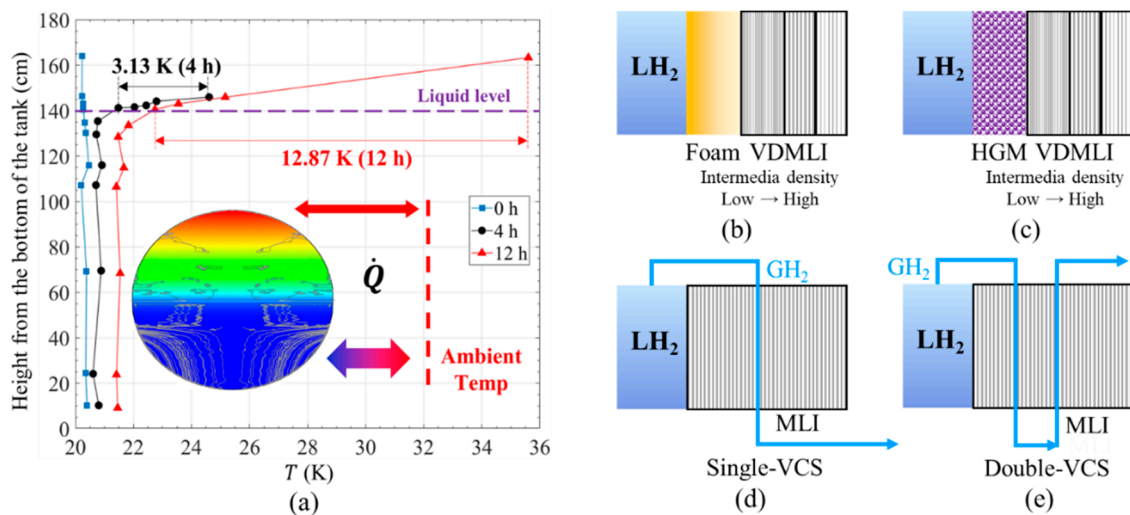 Height from the bottom of the tank (cm)
180
160
140
120
100
80
60
40
20
0
20
22
24
26
28
30
32
34
36
T (K)
3.13 K (4 h)
Liquid level
12.87 K (12 h)
0 h
4 h
12 h
Q̇
Ambient
Temp
(a)
LH₂
Foam VDMLI
Intermedia density
Low → High
(b)
LH₂
HGM VDMLI
Intermedia density
Low → High
(c)
GH₂
LH₂
MLI
Single-VCS
(d)
GH₂
LH₂
MLI
Double-VCS
(e)